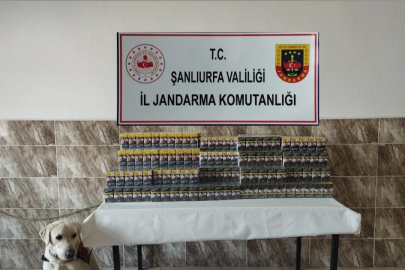 T.C.
ŞANLIURFA VALİLİĞİ
İL JANDARMA KOMUTANLIĞI